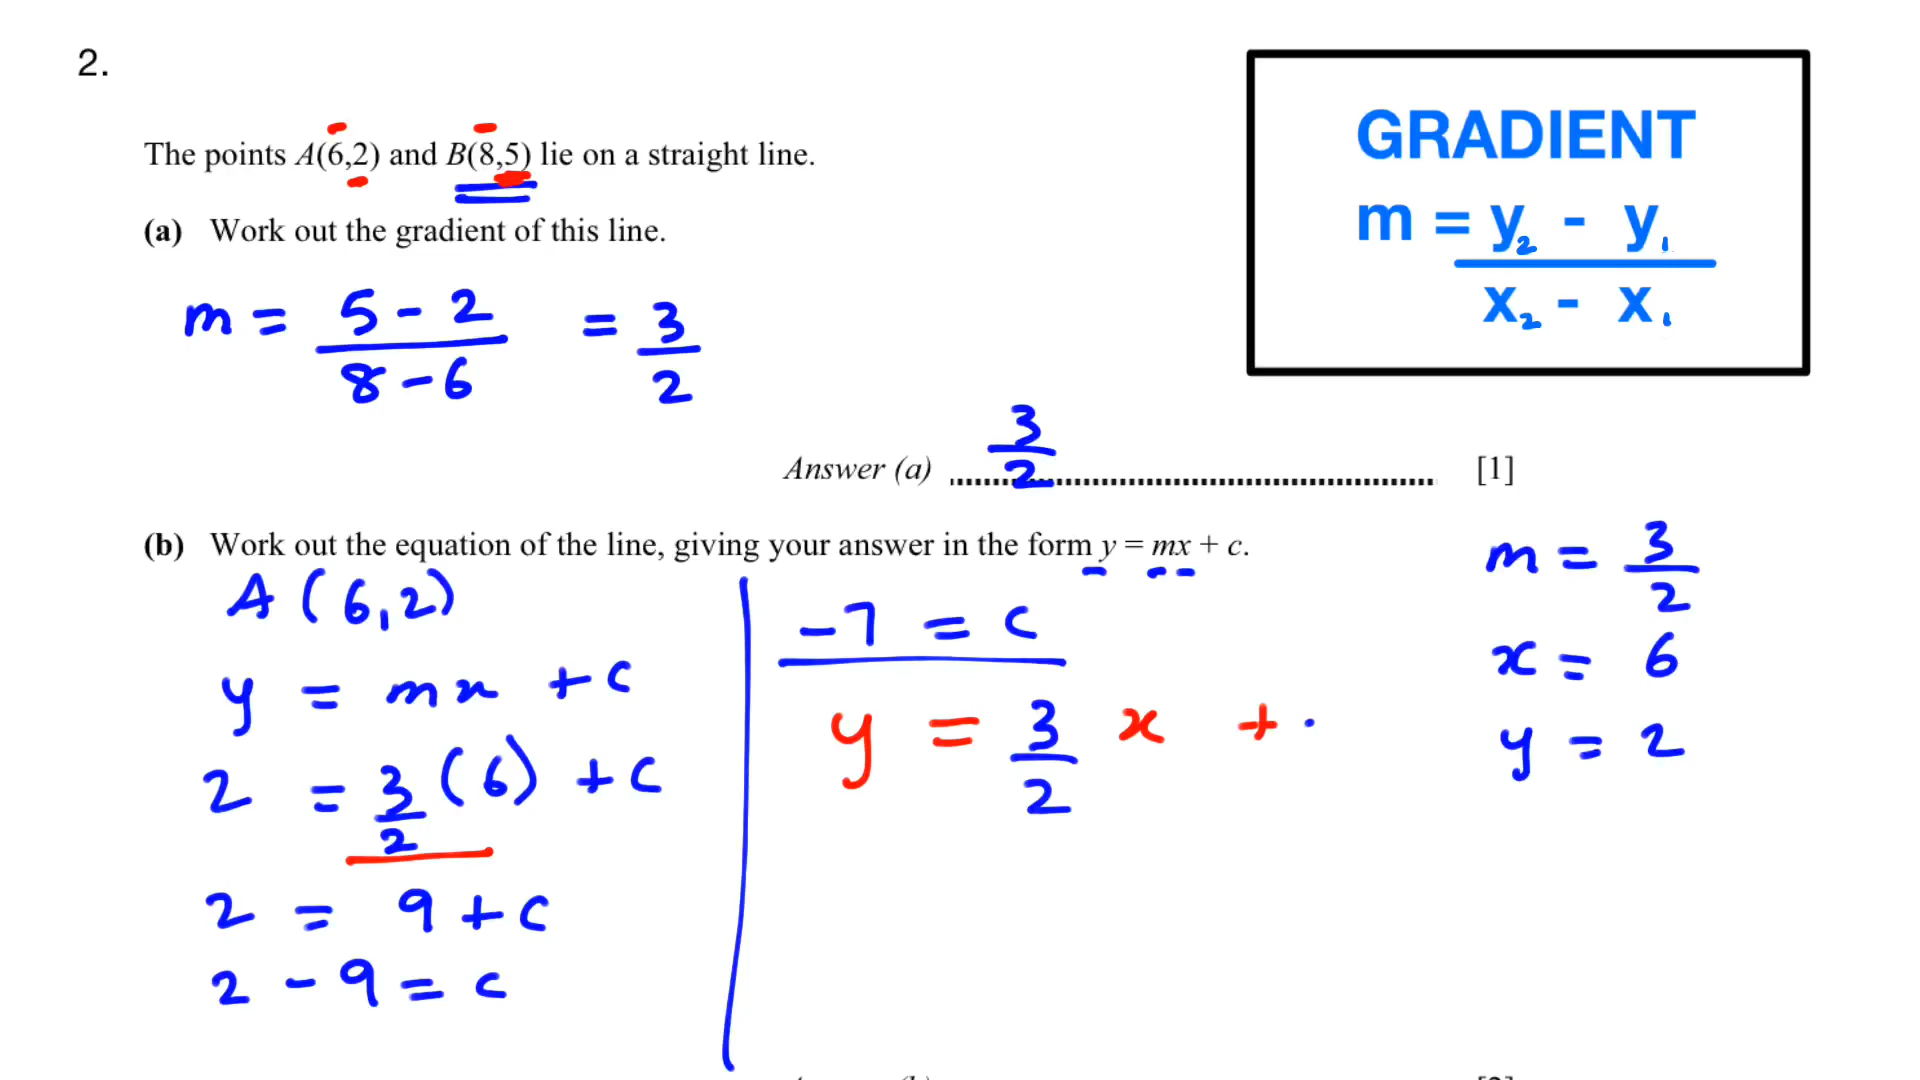 2.
The points A(6,2) and B(8,5) lie on a straight line.
GRADIENT
m = y₂ - y₁
x₂ - x₁
(a) Work out the gradient of this line.
m = 5 - 2 = 3
8 - 6 2
3
2
Answer (a) ........................................ [1]
(b) Work out the equation of the line, giving your answer in the form y = mx + c.
A (6,2)
y = mx + c
2 = 3/2 (6) + c
2 = 9 + c
2 - 9 = c
-7 = c
y = 3/2 x +
m = 3/2
x = 6
y = 2